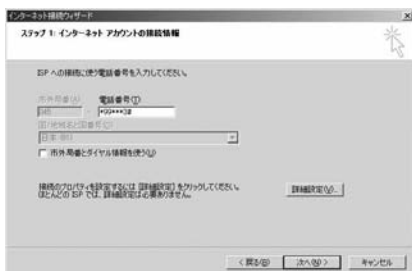 インターネット接続ウィザード
ステップ 1: インターネット アカウントの接続情報
ISP への接続に使う電話番号を入力してください。
市外局番(A) 電話番号(T)
045 - *99***3#
国/地域名と国番号(C)
日本 (81)
市外局番とダイヤル情報を使う(U)
接続のプロパティを設定するには [詳細設定] をクリックしてください。
ほとんどの ISP では、詳細設定は必要ありません。
詳細設定(V)...
< 戻る(B) 次へ(N) > キャンセル